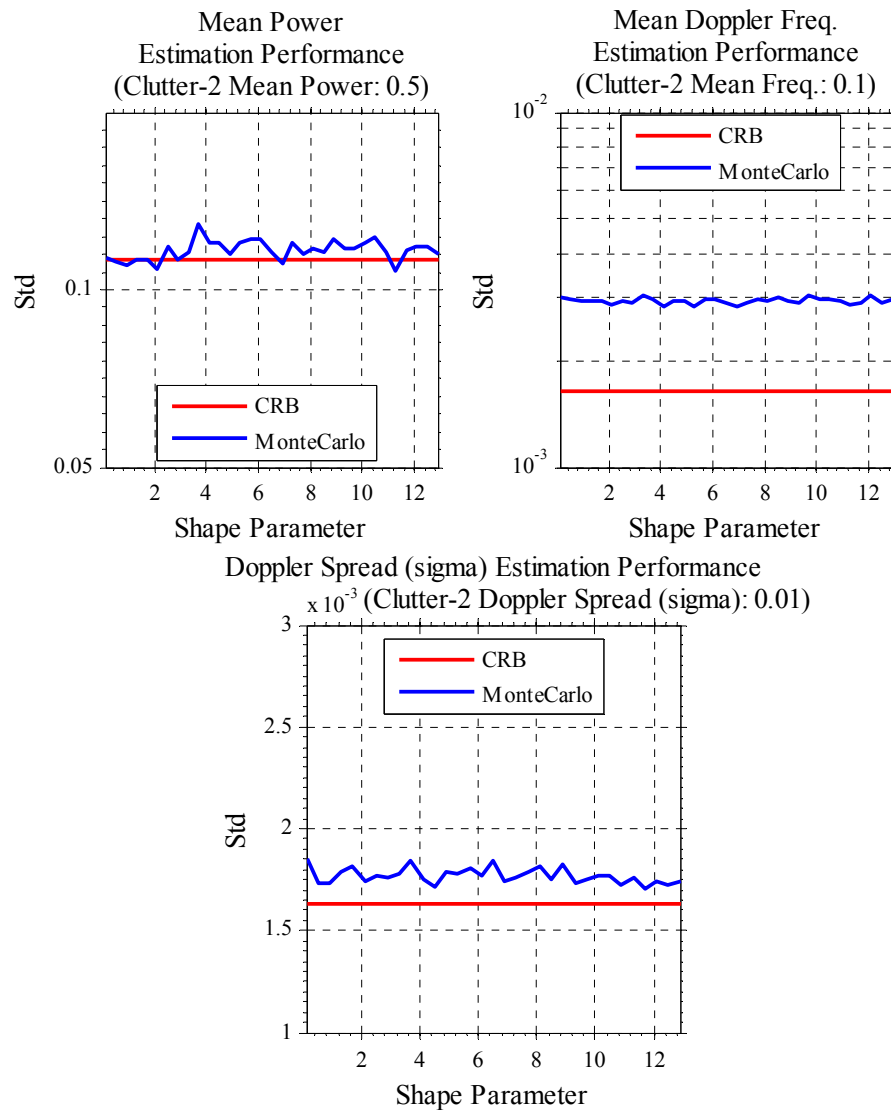 Mean Power
Estimation Performance
(Clutter-2 Mean Power: 0.5)
0.1
0.05
Std
CRB
MonteCarlo
2 4 6 8 10 12
Shape Parameter
Mean Doppler Freq.
Estimation Performance
(Clutter-2 Mean Freq.: 0.1)
10^-2
10^-3
Std
CRB
MonteCarlo
2 4 6 8 10 12
Shape Parameter
Doppler Spread (sigma) Estimation Performance
x 10^-3 (Clutter-2 Doppler Spread (sigma): 0.01)
3
2.5
2
1.5
1
Std
CRB
MonteCarlo
2 4 6 8 10 12
Shape Parameter